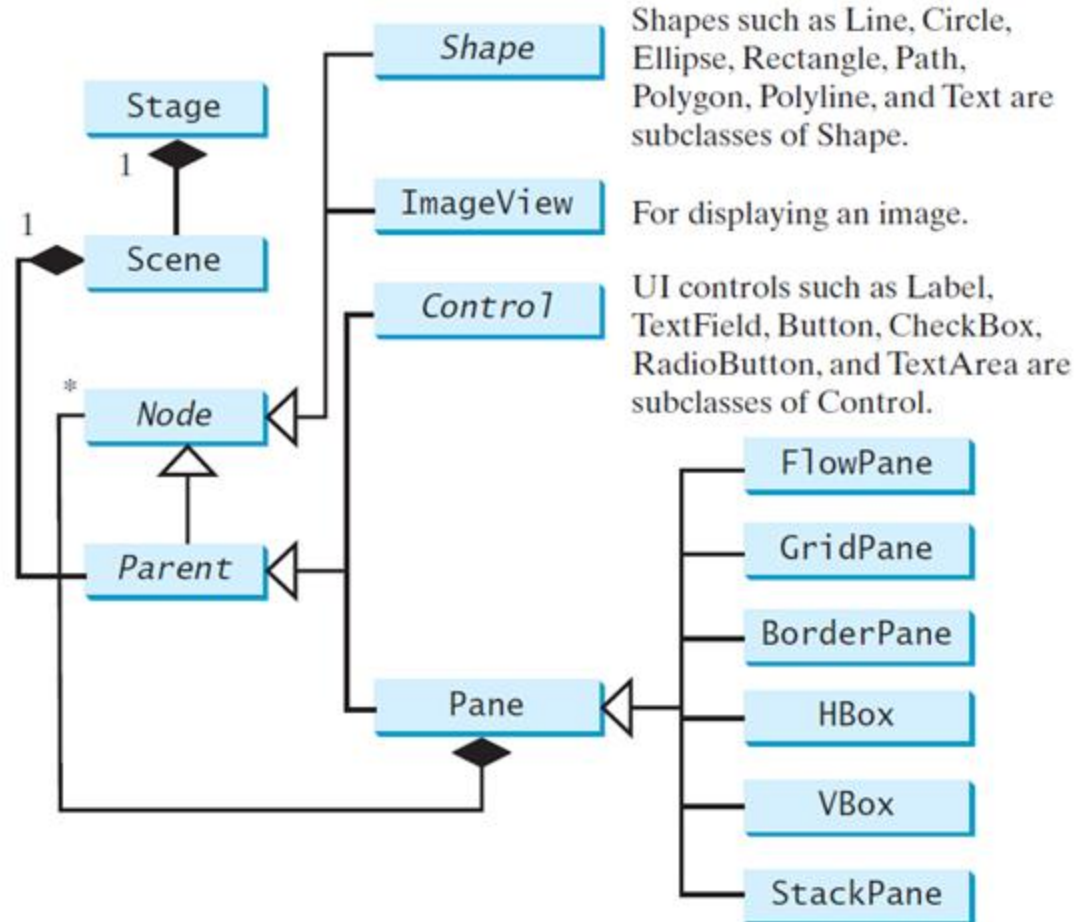 Stage
1
1
Scene
*
Node
Parent
Shape
Shapes such as Line, Circle,
Ellipse, Rectangle, Path,
Polygon, Polyline, and Text are
subclasses of Shape.
ImageView
For displaying an image.
Control
UI controls such as Label,
TextField, Button, CheckBox,
RadioButton, and TextArea are
subclasses of Control.
Pane
FlowPane
GridPane
BorderPane
HBox
VBox
StackPane